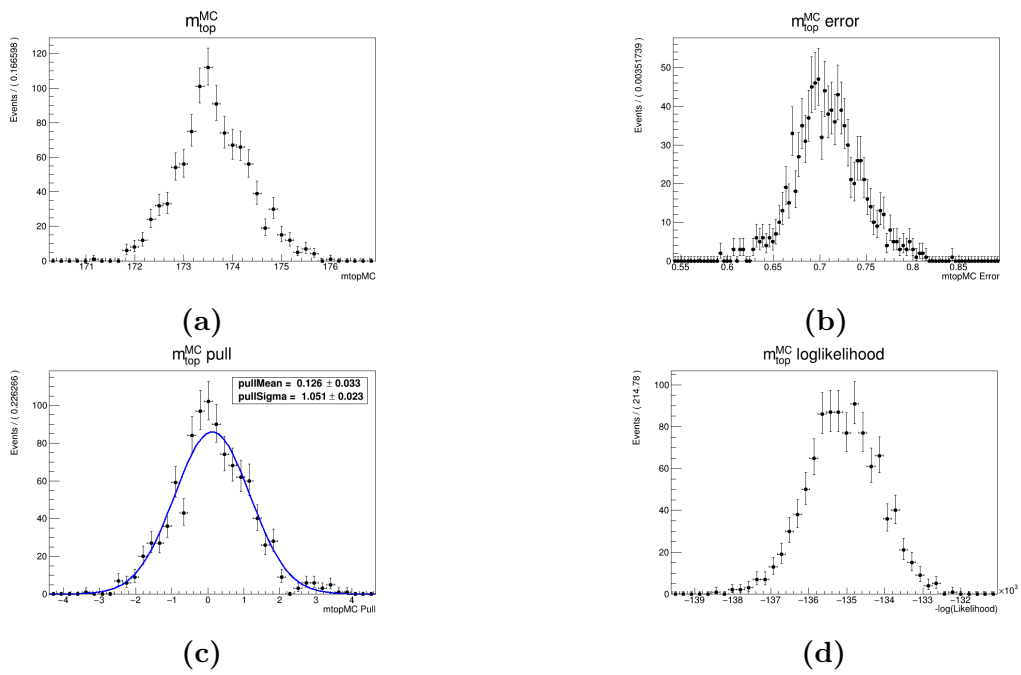 m_top^MC
Events / ( 0.166598 )
120
100
80
60
40
20
0
171 172 173 174 175 176
mtopMC
(a)
m_top^MC error
Events / ( 0.00351739 )
50
40
30
20
10
0
0.55 0.6 0.65 0.7 0.75 0.8 0.85
mtopMC Error
(b)
m_top^MC pull
Events / ( 0.226266 )
pullMean = 0.126 ± 0.033
pullSigma = 1.051 ± 0.023
100
80
60
40
20
0
−4 −3 −2 −1 0 1 2 3 4
mtopMC Pull
(c)
m_top^MC loglikelihood
Events / ( 214.78 )
100
80
60
40
20
0
−139 −138 −137 −136 −135 −134 −133 −132
×10³
-log(Likelihood)
(d)